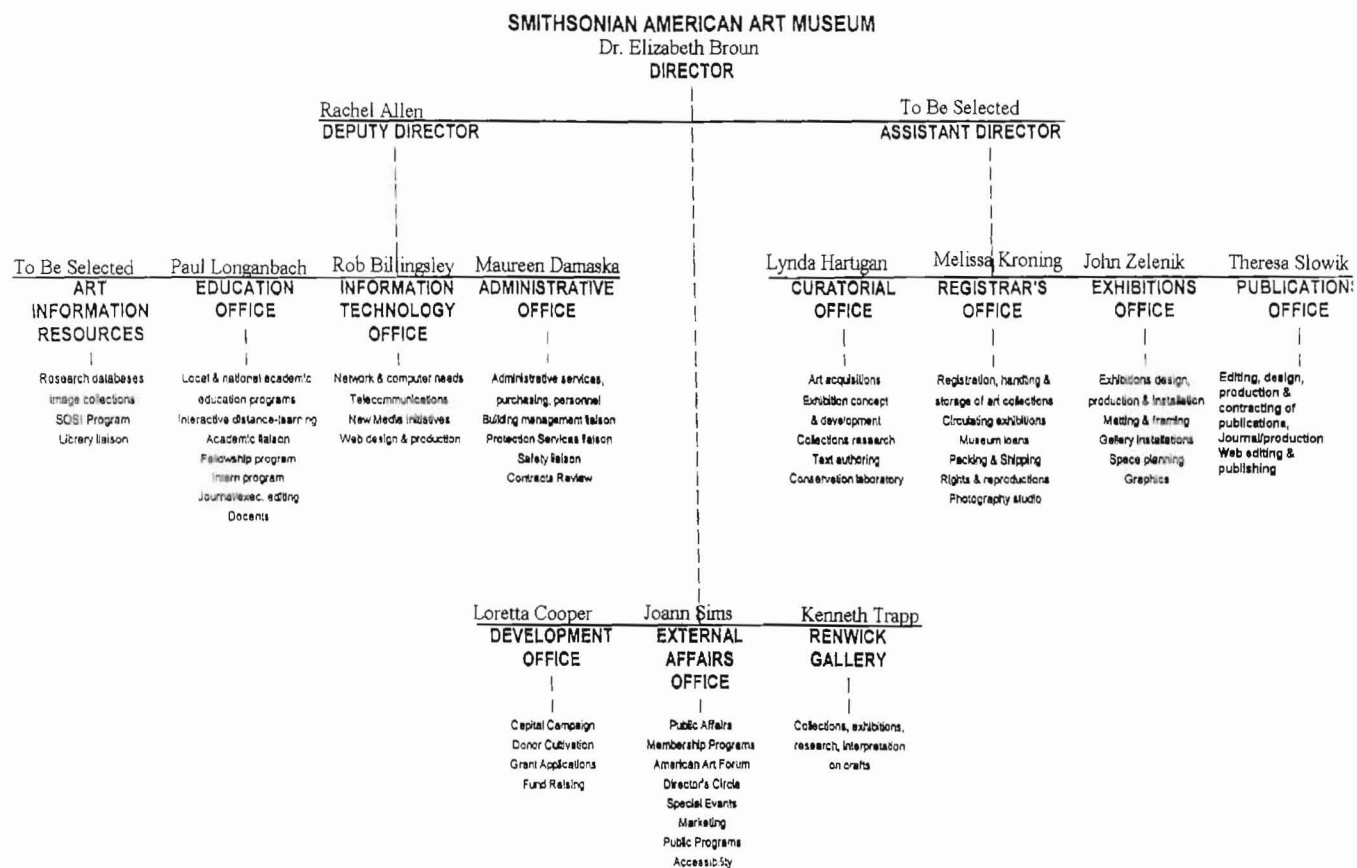 SMITHSONIAN AMERICAN ART MUSEUM
Dr. Elizabeth Broun
DIRECTOR
Rachel Allen
DEPUTY DIRECTOR
To Be Selected
ASSISTANT DIRECTOR
To Be Selected
ART
INFORMATION
RESOURCES
Research databases
Image collections
SOS! Program
Library liaison
Paul Longanbach
EDUCATION
OFFICE
Local & national academic
education programs
Interactive distance-learning
Academic liaison
Fellowship program
Intern program
Journal/exec. editing
Docents
Rob Billingsley
INFORMATION
TECHNOLOGY
OFFICE
Network & computer needs
Telecommunications
New Media initiatives
Web design & production
Maureen Damaska
ADMINISTRATIVE
OFFICE
Administrative services,
purchasing, personnel
Building management liaison
Protection Services liaison
Safety liaison
Contracts Review
Lynda Hartigan
CURATORIAL
OFFICE
Art acquisitions
Exhibition concept
& development
Collections research
Text authoring
Conservation laboratory
Melissa Kroning
REGISTRAR'S
OFFICE
Registration, handling &
storage of art collections
Circulating exhibitions
Museum loans
Packing & Shipping
Rights & reproductions
Photography studio
John Zelenik
EXHIBITIONS
OFFICE
Exhibitions design,
production & installation
Matting & framing
Gallery installations
Space planning
Graphics
Theresa Slowik
PUBLICATIONS
OFFICE
Editing, design,
production &
contracting of
publications,
Journal/production
Web editing &
publishing
Loretta Cooper
DEVELOPMENT
OFFICE
Capital Campaign
Donor Cultivation
Grant Applications
Fund Raising
Joann Sims
EXTERNAL
AFFAIRS
OFFICE
Public Affairs
Membership Programs
American Art Forum
Director's Circle
Special Events
Marketing
Public Programs
Accessibility
Kenneth Trapp
RENWICK
GALLERY
Collections, exhibitions,
research, interpretation
on crafts